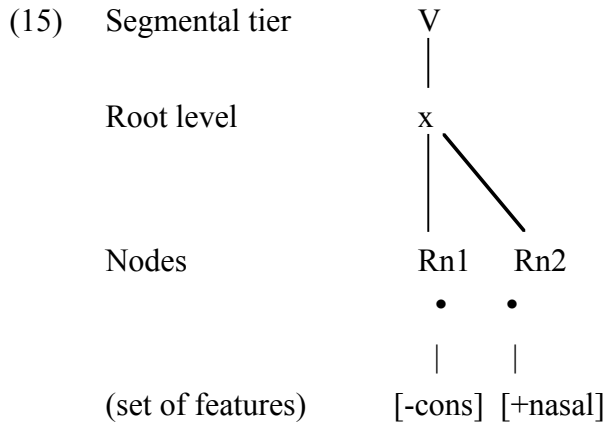 (15) Segmental tier V
Root level x
Nodes Rn1 Rn2
(set of features) [-cons] [+nasal]